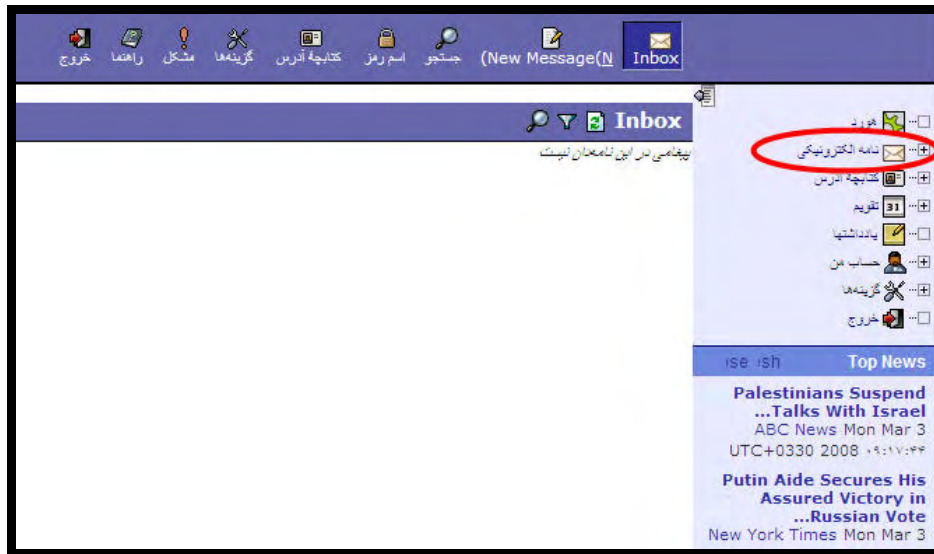 Inbox
(New Message(N
جستجو
اسم رمز
کتابچهٔ آدرس
گزینه‌ها
مشکل
راهنما
خروج
Inbox
پیغامی در این نامه‌دان نیست
هورد
نامه الکترونیکی
کتابچهٔ آدرس
31 تقویم
یادداشتها
حساب من
گزینه‌ها
خروج
Top News
Palestinians Suspend
...Talks With Israel
ABC News Mon Mar 3
UTC+0330 2008 ۰۹:۱۷:۴۴
Putin Aide Secures His
Assured Victory in
...Russian Vote
New York Times Mon Mar 3